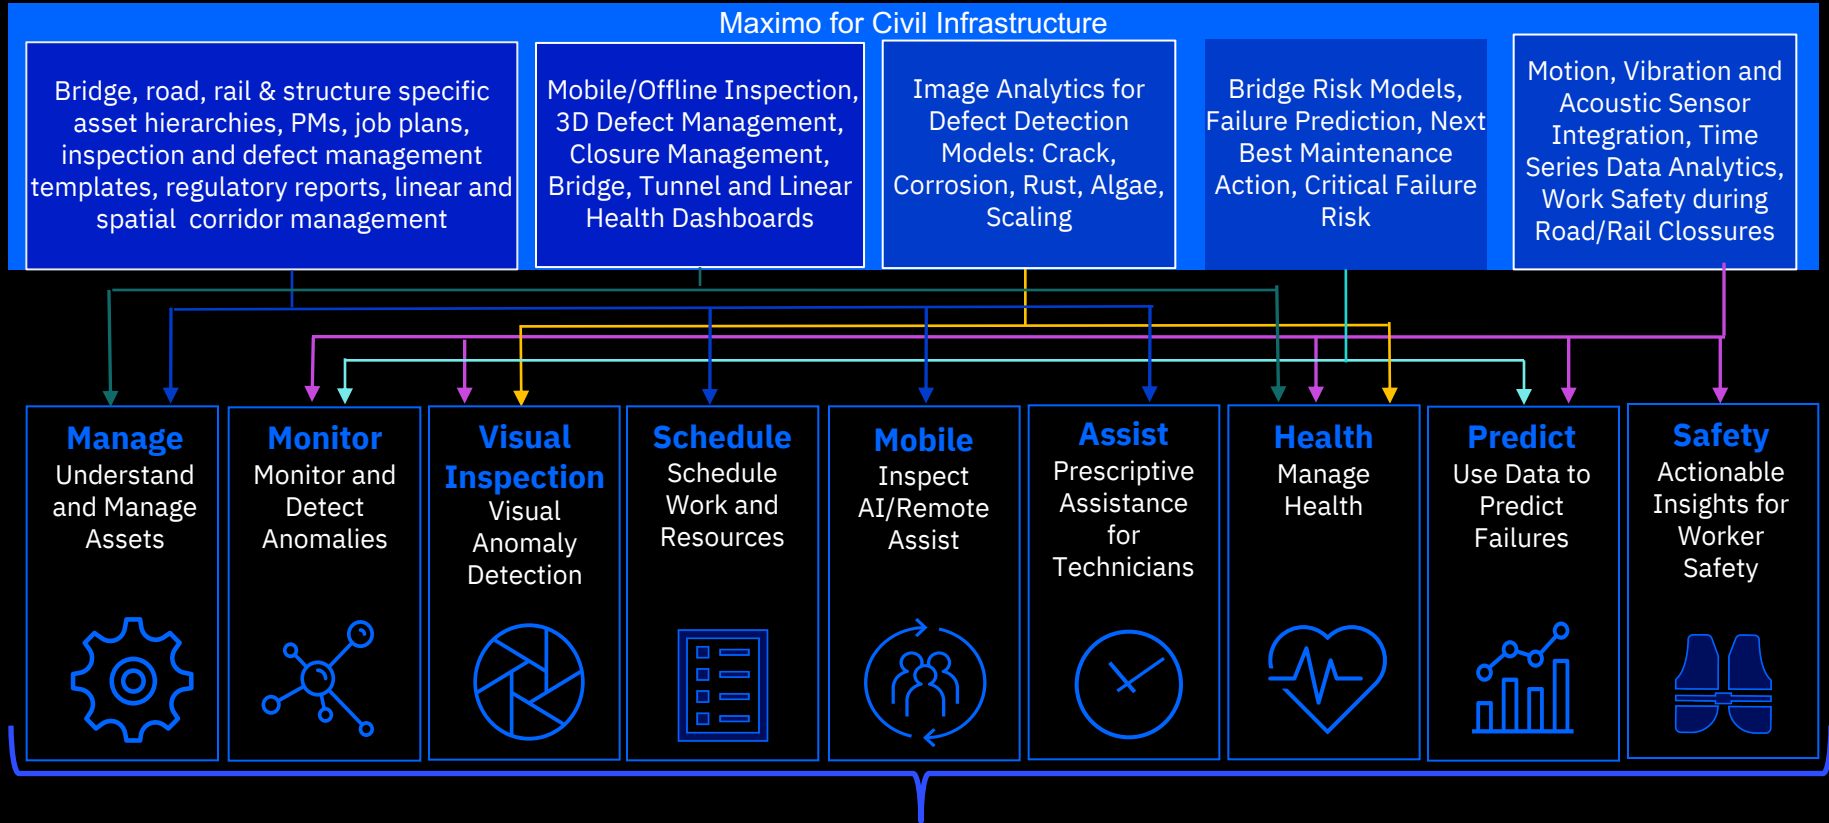 Maximo for Civil Infrastructure
Bridge, road, rail & structure specific
asset hierarchies, PMs, job plans,
inspection and defect management
templates, regulatory reports, linear and
spatial corridor management
Mobile/Offline Inspection,
3D Defect Management,
Closure Management,
Bridge, Tunnel and Linear
Health Dashboards
Image Analytics for
Defect Detection
Models: Crack,
Corrosion, Rust, Algae,
Scaling
Bridge Risk Models,
Failure Prediction, Next
Best Maintenance
Action, Critical Failure
Risk
Motion, Vibration and
Acoustic Sensor
Integration, Time
Series Data Analytics,
Work Safety during
Road/Rail Clossures
Manage
Understand
and Manage
Assets
Monitor
Monitor and
Detect
Anomalies
Visual
Inspection
Visual
Anomaly
Detection
Schedule
Schedule
Work and
Resources
Mobile
Inspect
AI/Remote
Assist
Assist
Prescriptive
Assistance
for
Technicians
Health
Manage
Health
Predict
Use Data to
Predict
Failures
Safety
Actionable
Insights for
Worker
Safety